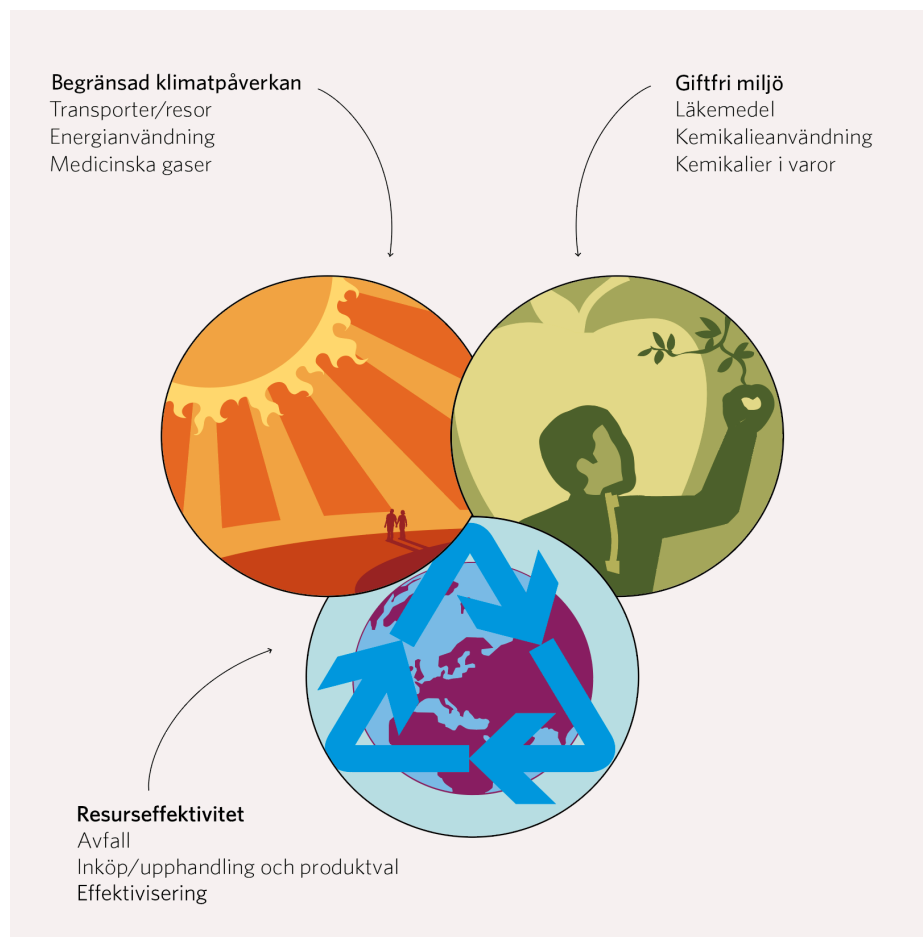 Begränsad klimatpåverkan
Transporter/resor
Energianvändning
Medicinska gaser
Giftfri miljö
Läkemedel
Kemikalieanvändning
Kemikalier i varor
Resurseffektivitet
Avfall
Inköp/upphandling och produktval
Effektivisering